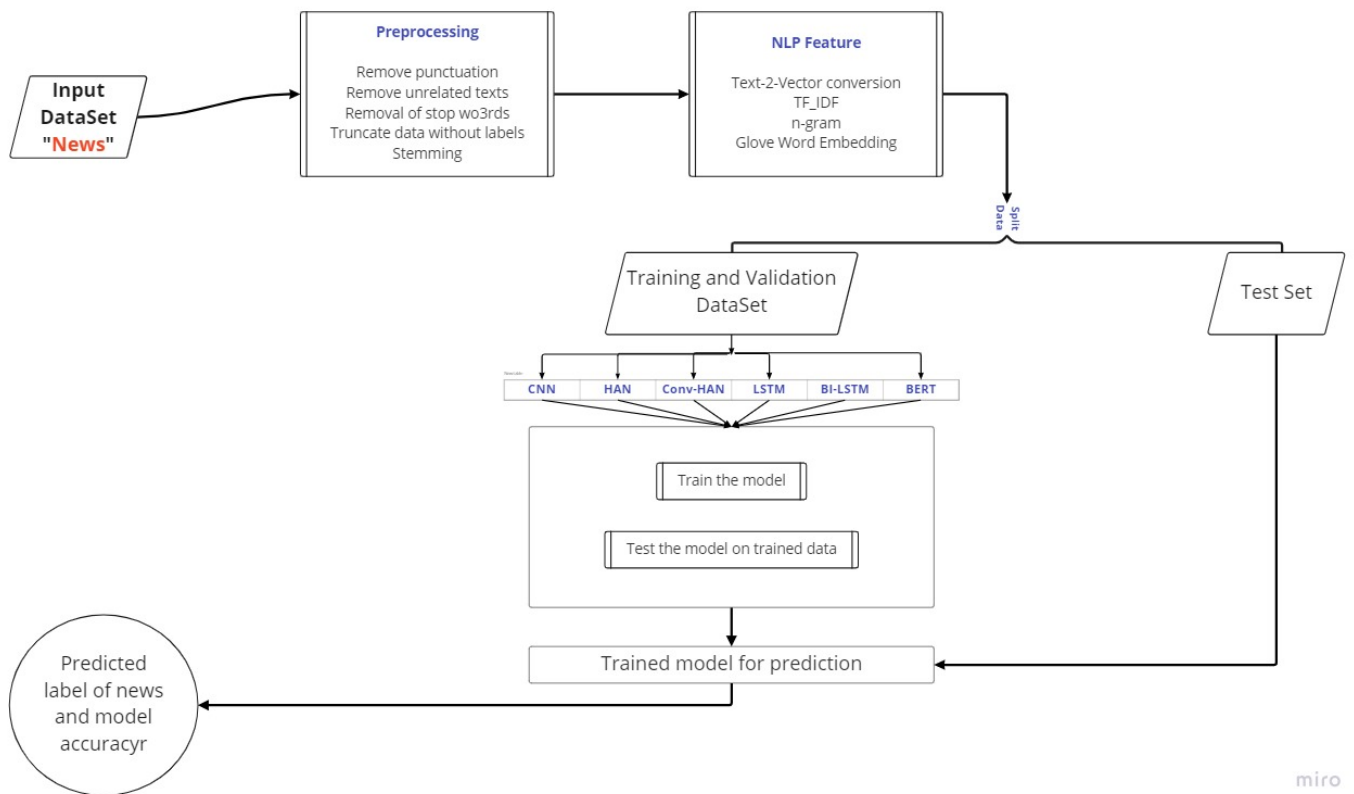 Input
DataSet
"News"
Preprocessing
Remove punctuation
Remove unrelated texts
Removal of stop wo3rds
Truncate data without labels
Stemming
NLP Feature
Text-2-Vector conversion
TF_IDF
n-gram
Glove Word Embedding
Split
Data
Training and Validation
DataSet
Test Set
CNN
HAN
Conv-HAN
LSTM
BI-LSTM
BERT
Train the model
Test the model on trained data
Trained model for prediction
Predicted
label of news
and model
accuracyr
miro